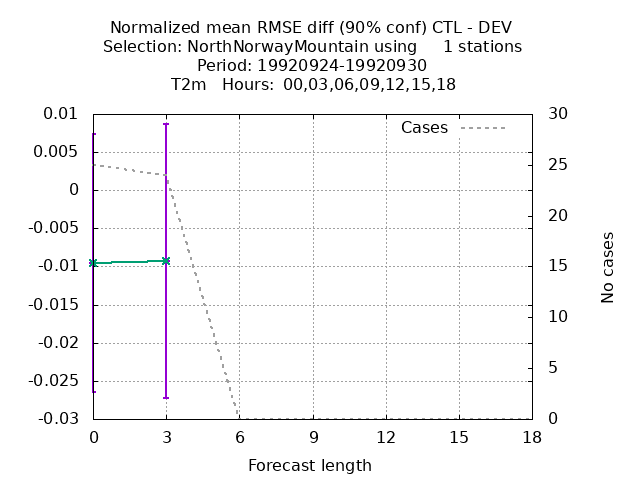 Normalized mean RMSE diff (90% conf) CTL - DEV
Selection: NorthNorwayMountain using     1 stations
Period: 19920924-19920930
T2m   Hours:  00,03,06,09,12,15,18
Cases
0.01
0.005
0
-0.005
-0.01
-0.015
-0.02
-0.025
-0.03
30
25
20
15
10
5
0
No cases
0 3 6 9 12 15 18
Forecast length